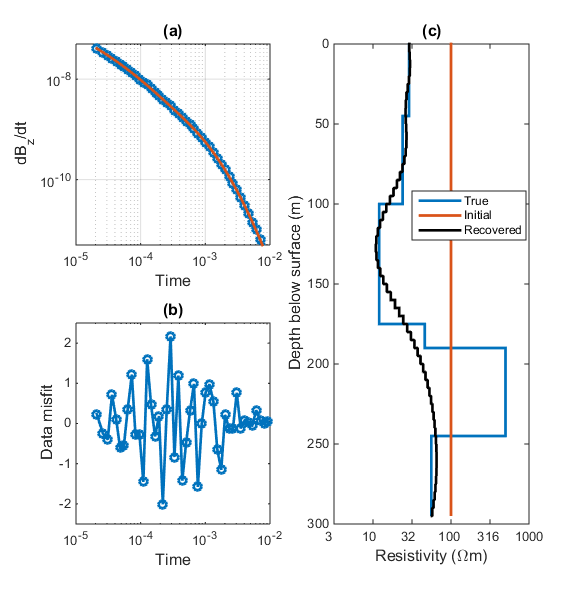 (a)
10⁻⁸
10⁻¹⁰
dB_z/dt
10⁻⁵
10⁻⁴
10⁻³
10⁻²
Time
(b)
2
1
0
-1
-2
Data misfit
10⁻⁵
10⁻⁴
10⁻³
10⁻²
Time
(c)
0
50
100
150
200
250
300
Depth below surface (m)
True
Initial
Recovered
3
10
32
100
316
1000
Resistivity (Ωm)